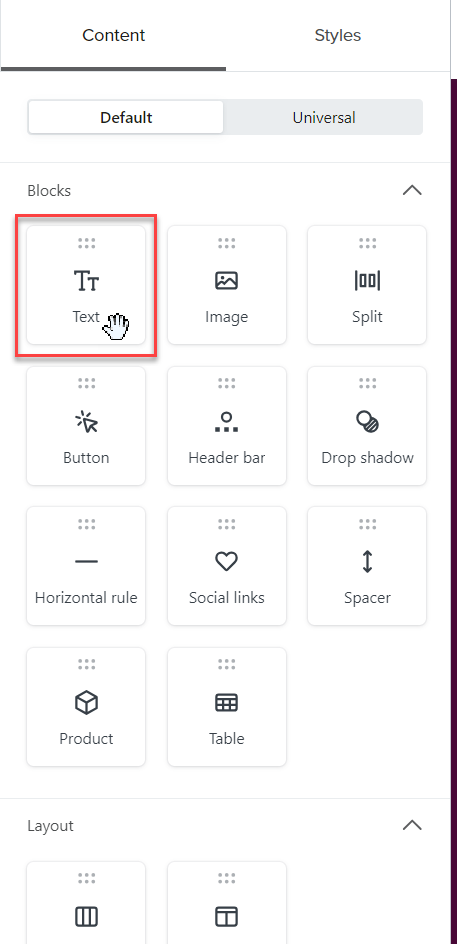 Content Styles
Default Universal
Blocks
Text Image Split
Button Header bar Drop shadow
Horizontal rule Social links Spacer
Product Table
Layout